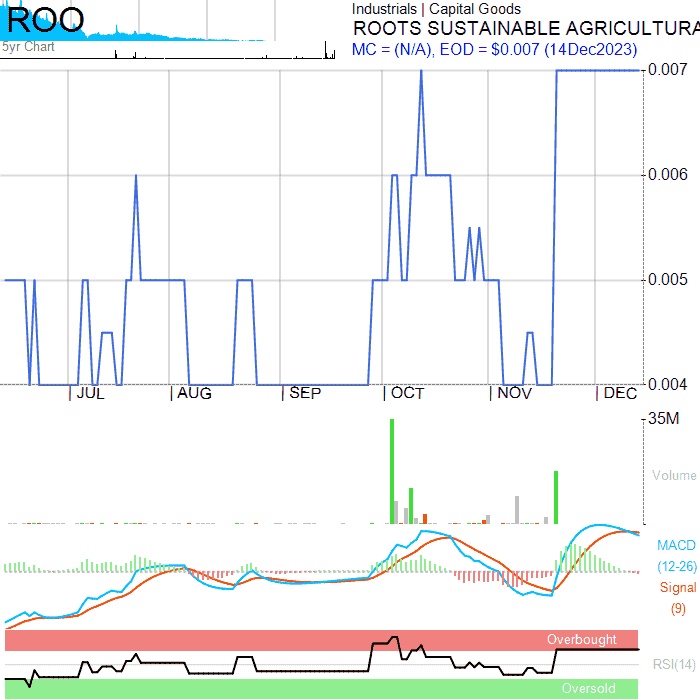 ROO
5yr Chart
Industrials | Capital Goods
ROOTS SUSTAINABLE AGRICULTURA
MC = (N/A), EOD = $0.007 (14Dec2023)
0.007
0.006
0.005
0.004
JUL AUG SEP OCT NOV DEC
35M
Volume
MACD
(12-26)
Signal
(9)
Overbought
RSI(14)
Oversold